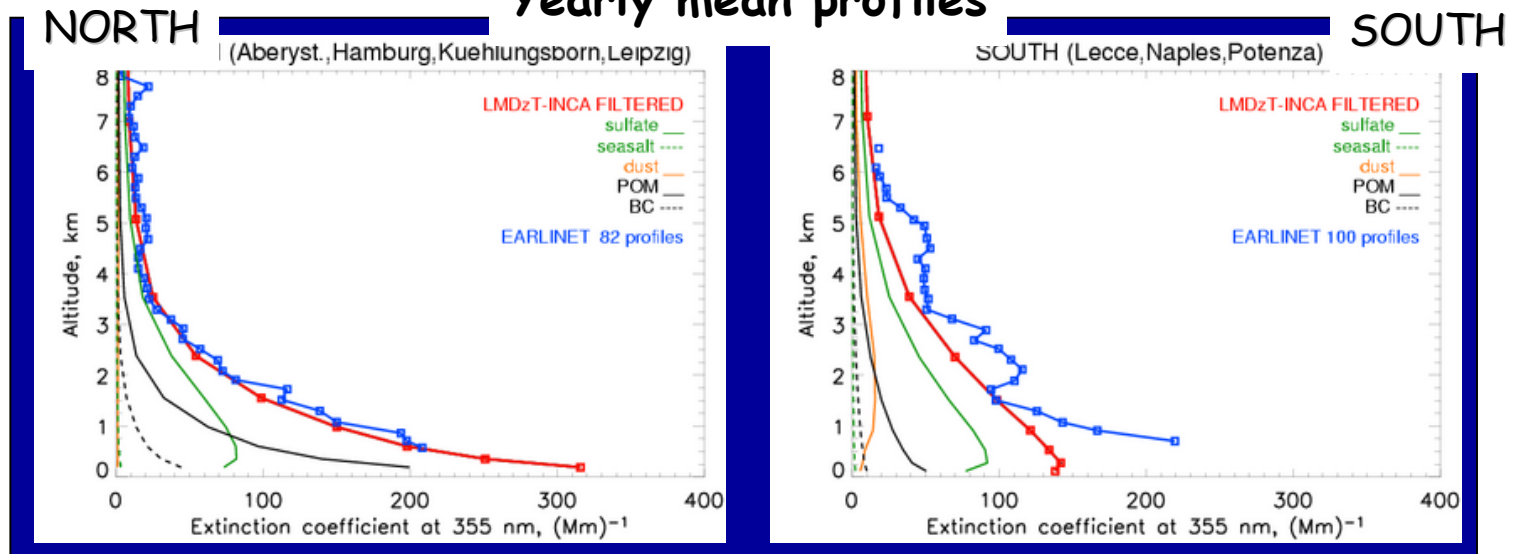 Yearly mean profiles
NORTH
SOUTH
(Aberyst.,Hamburg,Kuehlungsborn,Leipzig)
8
7
6
5
4
3
2
1
0
Altitude, km
LMDzT-INCA FILTERED
sulfate
seasalt
dust
POM
BC
EARLINET 82 profiles
0 100 200 300 400
Extinction coefficient at 355 nm, (Mm)⁻¹
SOUTH (Lecce,Naples,Potenza)
8
7
6
5
4
3
2
1
0
Altitude, km
LMDzT-INCA FILTERED
sulfate
seasalt
dust
POM
BC
EARLINET 100 profiles
0 100 200 300 400
Extinction coefficient at 355 nm, (Mm)⁻¹